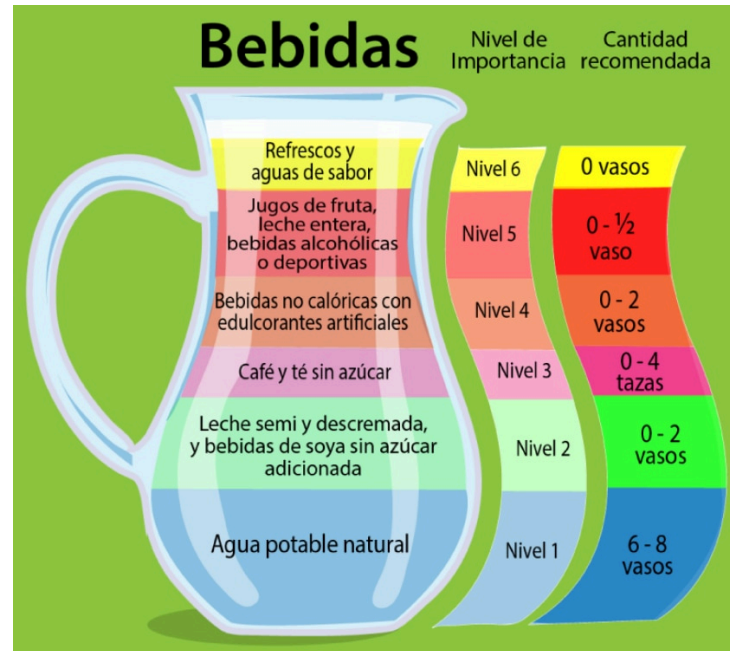 Bebidas
Nivel de
Importancia
Cantidad
recomendada
Refrescos y
aguas de sabor
Nivel 6
0 vasos
Jugos de fruta,
leche entera,
bebidas alcohólicas
o deportivas
Nivel 5
0 - ½
vaso
Bebidas no calóricas con
edulcorantes artificiales
Nivel 4
0 - 2
vasos
Café y té sin azúcar
Nivel 3
0 - 4
tazas
Leche semi y descremada,
y bebidas de soya sin azúcar
adicionada
Nivel 2
0 - 2
vasos
Agua potable natural
Nivel 1
6 - 8
vasos